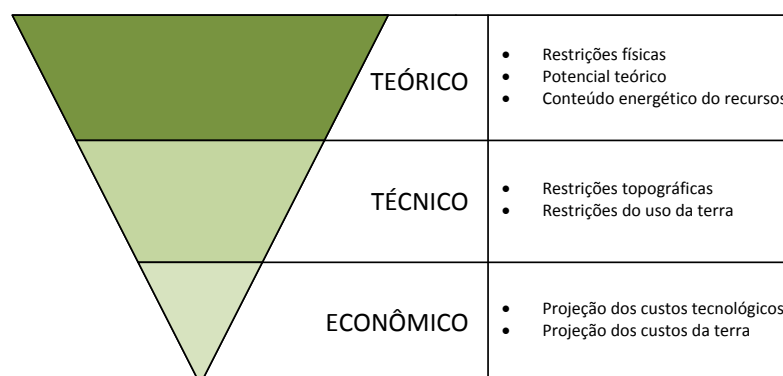 TEÓRICO
• Restrições físicas
• Potencial teórico
• Conteúdo energético do recursos
TÉCNICO
• Restrições topográficas
• Restrições do uso da terra
ECONÔMICO
• Projeção dos custos tecnológicos
• Projeção dos custos da terra